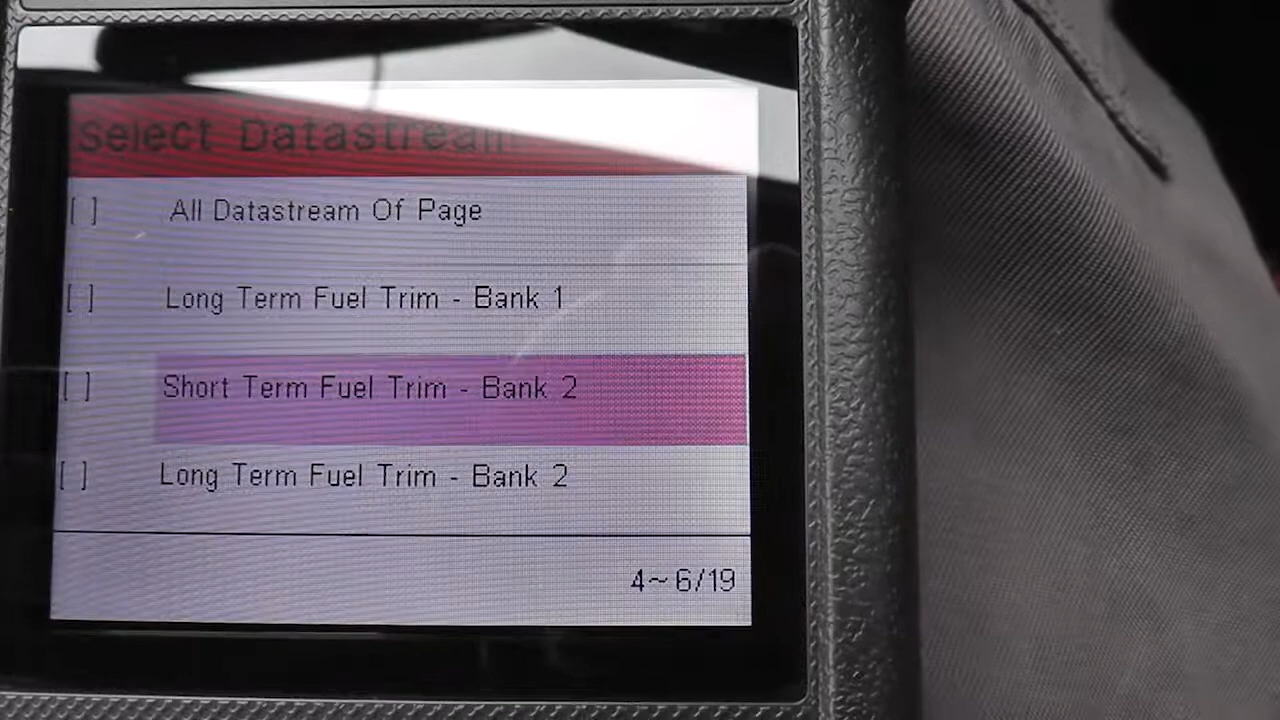 Select Datastream
[ ] All Datastream Of Page
[ ] Long Term Fuel Trim - Bank 1
[ ] Short Term Fuel Trim - Bank 2
[ ] Long Term Fuel Trim - Bank 2
4~6/19